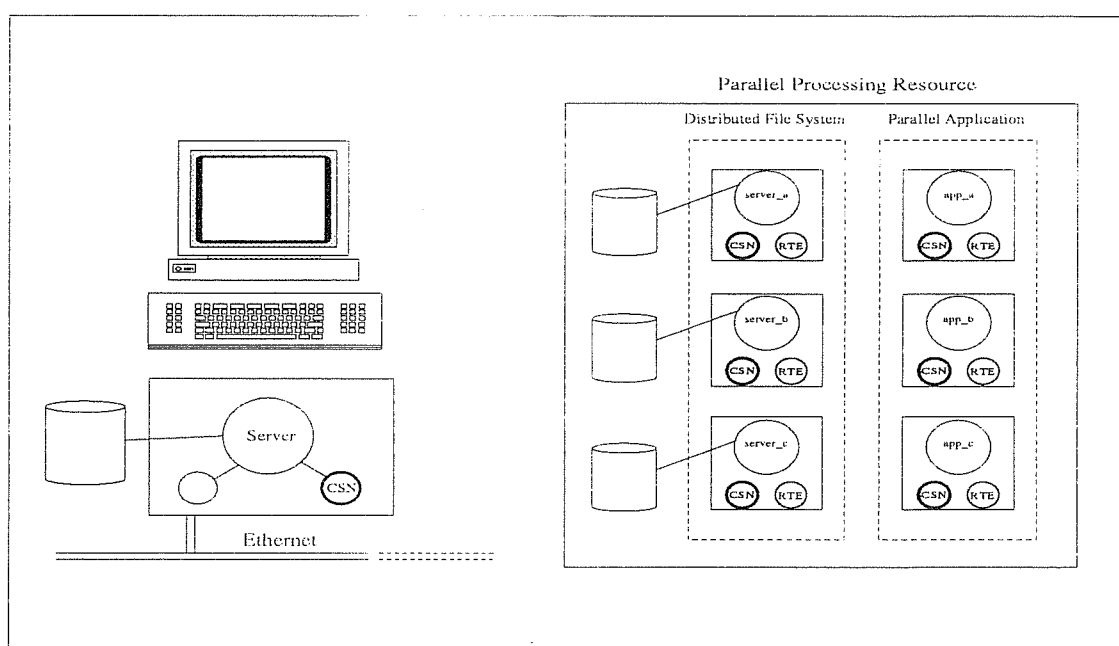 Parallel Processing Resource
Distributed File System
Parallel Application
server_a
CSN
RTE
app_a
CSN
RTE
server_b
CSN
RTE
app_b
CSN
RTE
server_c
CSN
RTE
app_c
CSN
RTE
Server
CSN
Ethernet